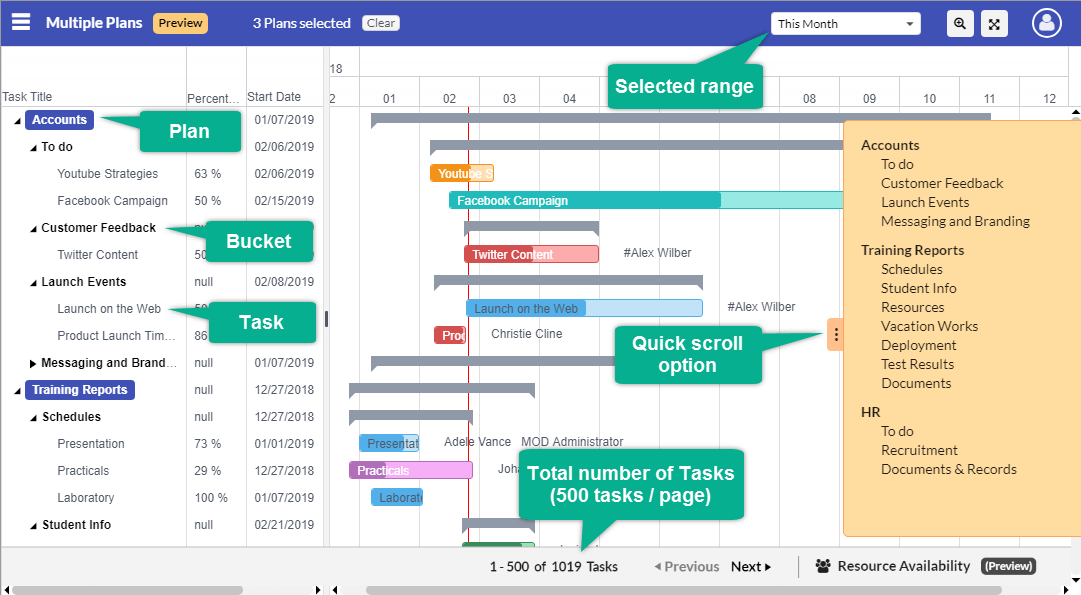 Multiple Plans Preview 3 Plans selected Clear This Month
18
Selected range
Task Title Percent... Start Date 2 01 02 03 04 08 09 10 11 12
Accounts 01/07/2019
Plan
To do 02/06/2019
Youtube Strategies 63 % 02/06/2019 Youtube S
Facebook Campaign 50 % 02/15/2019 Facebook Campaign
Customer Feedback
Bucket
Twitter Content Twitter Content #Alex Wilber
Launch Events null 02/08/2019
Launch on the Web Launch on the Web #Alex Wilber
Task
Product Launch Tim... 86 Christie Cline
Quick scroll
option
Messaging and Brand... null 01/07/2019
Training Reports null 12/27/2018
Schedules null 12/27/2018
Presentation 73 % 01/01/2019 Presentat Adele Vance MOD Administrator
Practicals 29 % 12/27/2018 Practicals
Laboratory 100 % 01/07/2019 Laborat
Total number of Tasks
(500 tasks / page)
Student Info null 02/21/2019
Accounts
To do
Customer Feedback
Launch Events
Messaging and Branding
Training Reports
Schedules
Student Info
Resources
Vacation Works
Deployment
Test Results
Documents
HR
To do
Recruitment
Documents & Records
1 - 500 of 1019 Tasks Previous Next Resource Availability (Preview)